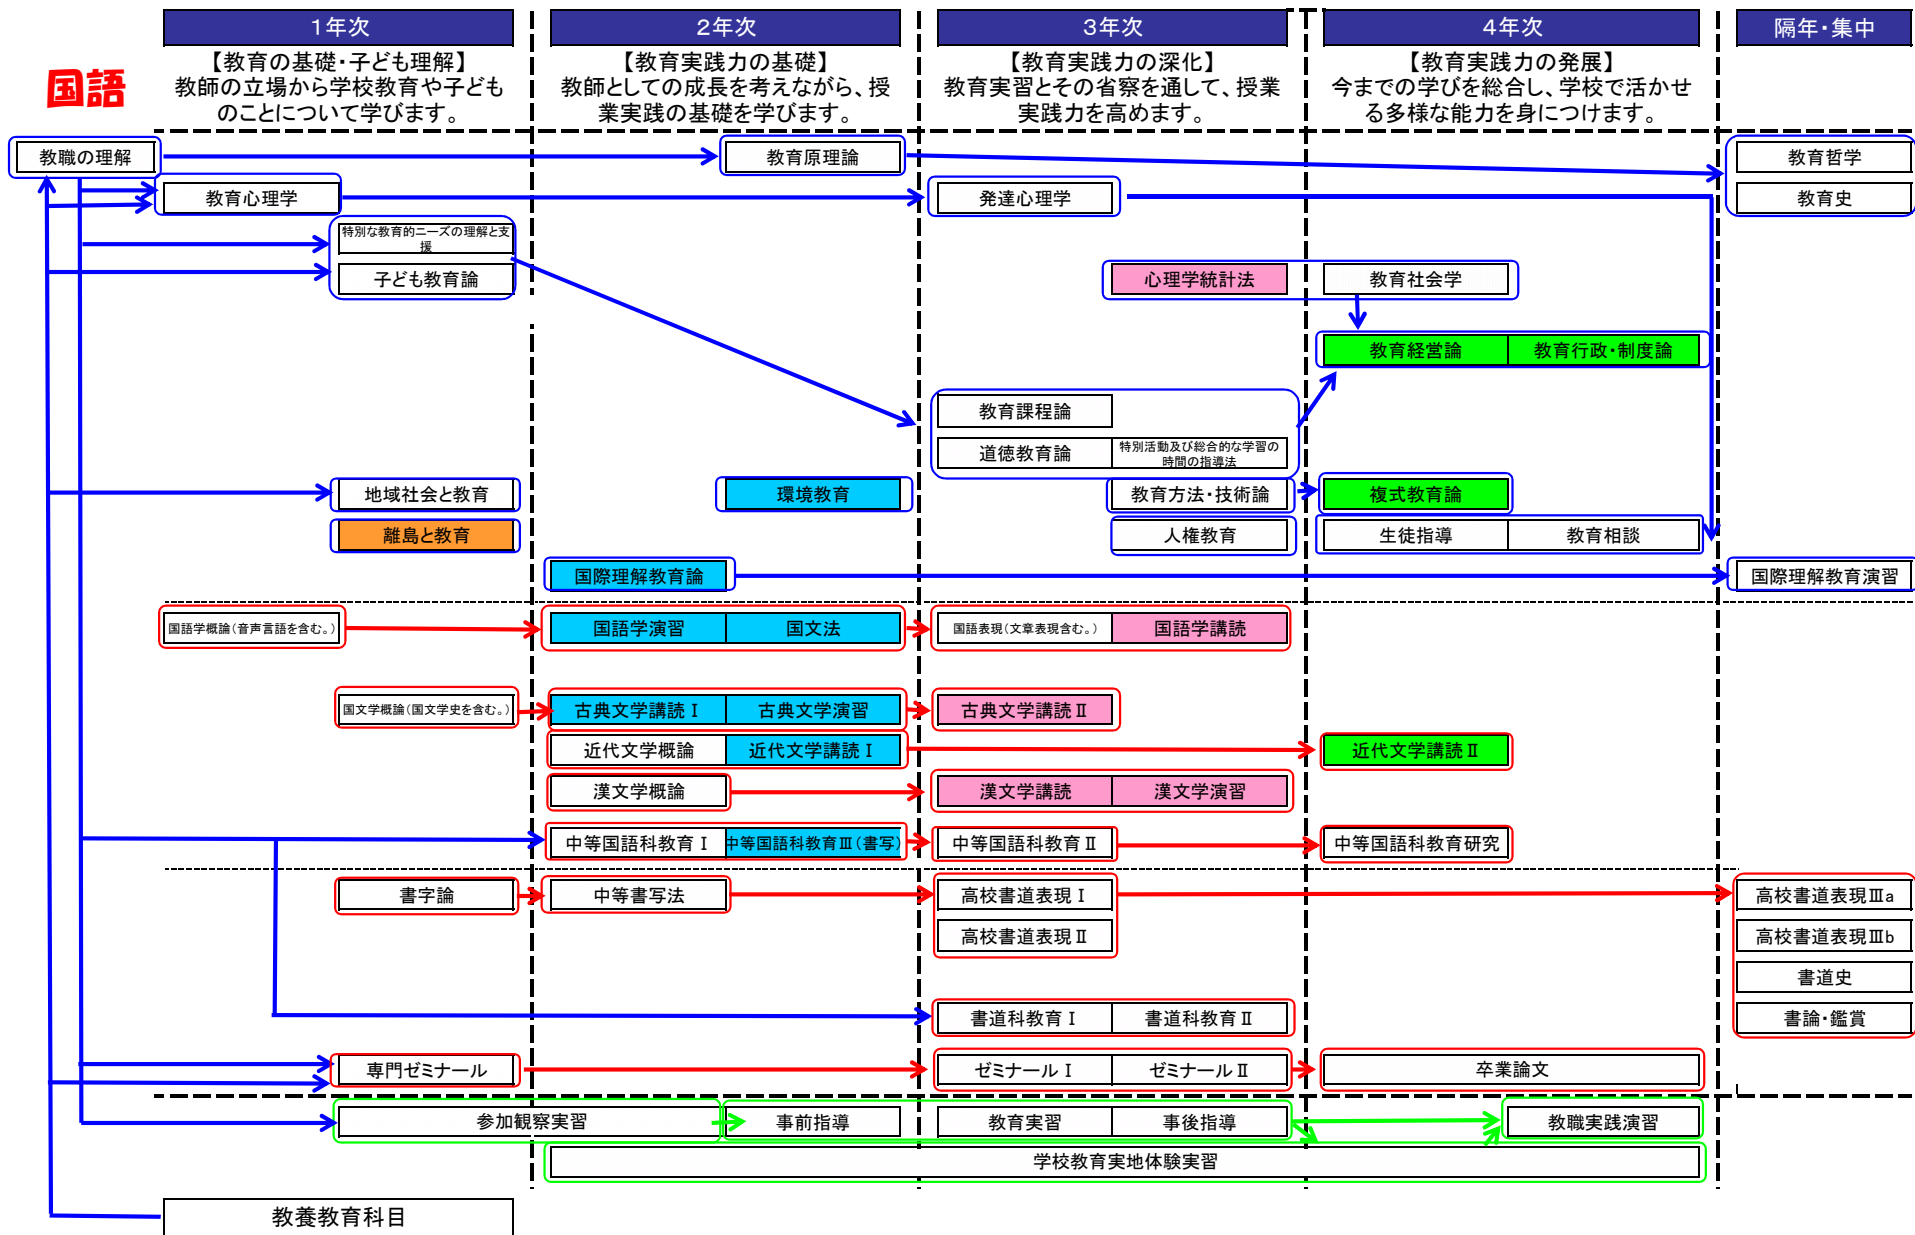 国語
1年次
2年次
3年次
4年次
隔年・集中
【教育の基礎・子ども理解】
教師の立場から学校教育や子ども
のことについて学びます。
【教育実践力の基礎】
教師としての成長を考えながら、授
業実践の基礎を学びます。
【教育実践力の深化】
教育実習とその省察を通して、授業
実践力を高めます。
【教育実践力の発展】
今までの学びを総合し、学校で活かせ
る多様な能力を身につけます。
教職の理解
教育原理論
教育哲学
教育心理学
発達心理学
教育史
特別な教育的ニーズの理解と支
援
子ども教育論
心理学統計法
教育社会学
教育経営論
教育行政・制度論
教育課程論
道徳教育論
特別活動及び総合的な学習の
時間の指導法
地域社会と教育
環境教育
教育方法・技術論
複式教育論
離島と教育
人権教育
生徒指導
教育相談
国際理解教育論
国際理解教育演習
国語学概論(音声言語を含む。)
国語学演習
国文法
国語表現(文章表現含む。)
国語学講読
国文学概論(国文学史を含む。)
古典文学講読Ⅰ
古典文学演習
古典文学講読Ⅱ
近代文学概論
近代文学講読Ⅰ
近代文学講読Ⅱ
漢文学概論
漢文学講読
漢文学演習
中等国語科教育Ⅰ
中等国語科教育Ⅲ(書写)
中等国語科教育Ⅱ
中等国語科教育研究
書字論
中等書写法
高校書道表現Ⅰ
高校書道表現Ⅲa
高校書道表現Ⅱ
高校書道表現Ⅲb
書道史
書道科教育Ⅰ
書道科教育Ⅱ
書論・鑑賞
専門ゼミナール
ゼミナールⅠ
ゼミナールⅡ
卒業論文
参加観察実習
事前指導
教育実習
事後指導
教職実践演習
学校教育実地体験実習
教養教育科目